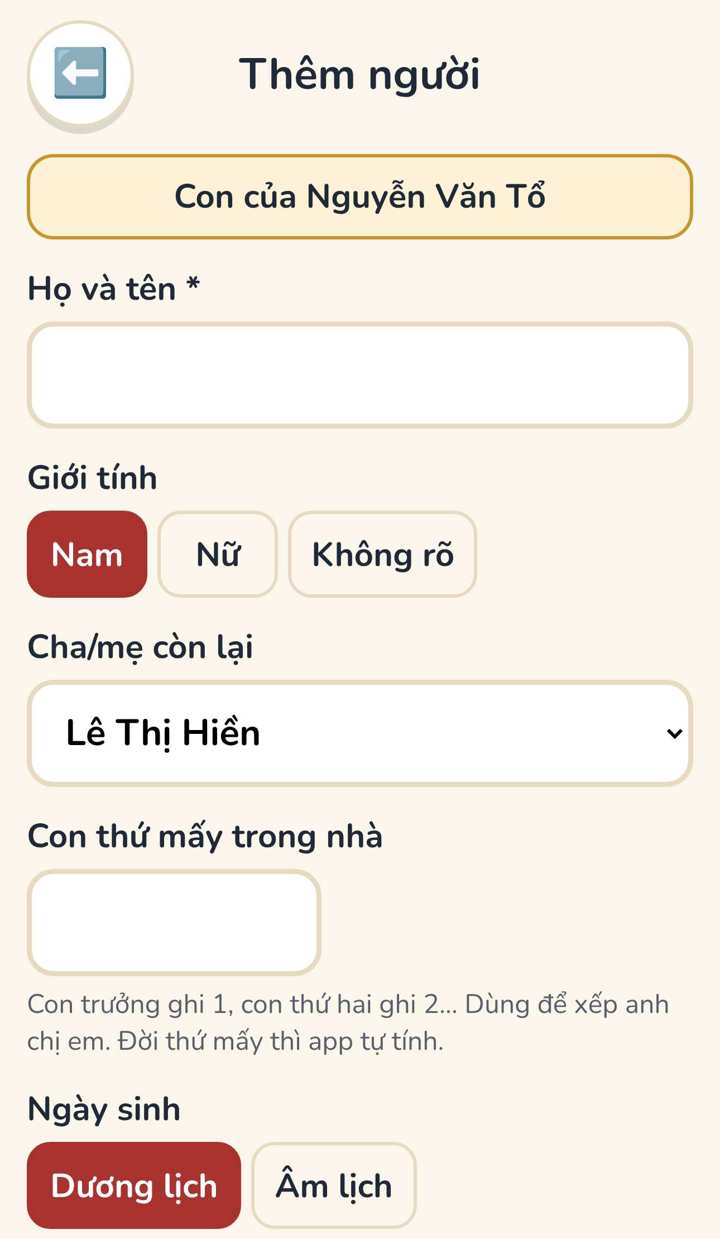 Thêm người
Con của Nguyễn Văn Tổ
Họ và tên *
Giới tính
Nam
Nữ
Không rõ
Cha/mẹ còn lại
Lê Thị Hiền
Con thứ mấy trong nhà
Con trưởng ghi 1, con thứ hai ghi 2... Dùng để xếp anh
chị em. Đời thứ mấy thì app tự tính.
Ngày sinh
Dương lịch
Âm lịch